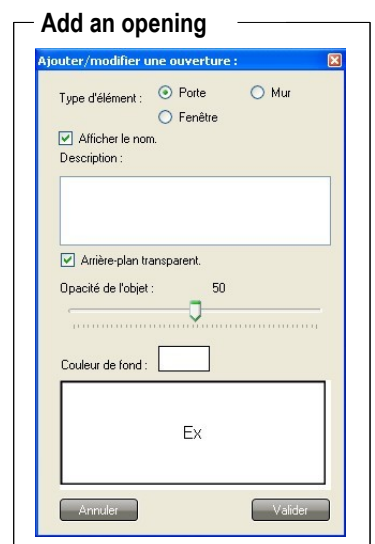 Add an opening
Ajouter/modifier une ouverture :
Type d'élément : Porte Mur
Fenêtre
Afficher le nom.
Description :
Arrière-plan transparent.
Opacité de l'objet : 50
Couleur de fond :
Ex
Annuler Valider